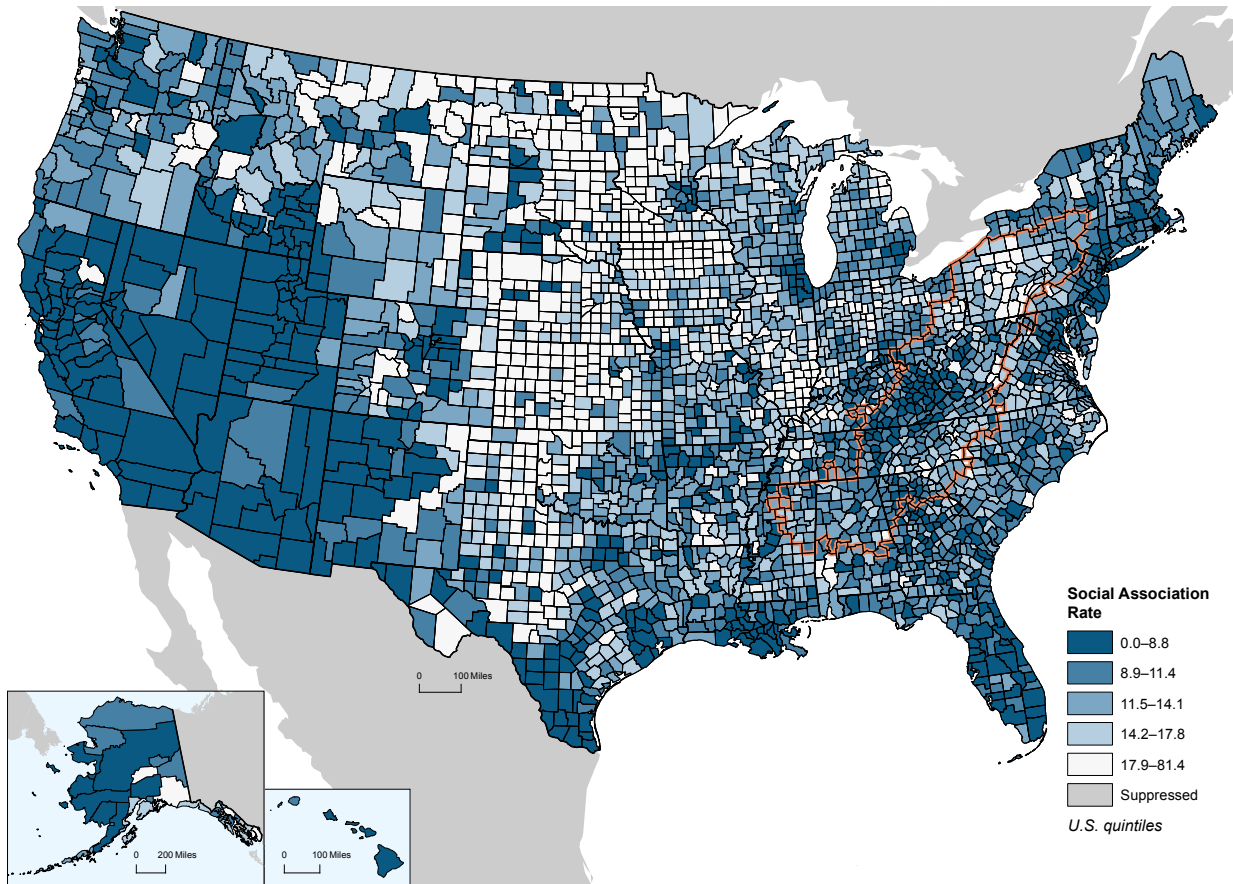 Social Association
Rate
0.0–8.8
8.9–11.4
11.5–14.1
14.2–17.8
17.9–81.4
Suppressed
U.S. quintiles
0 100 Miles
0 200 Miles
0 100 Miles